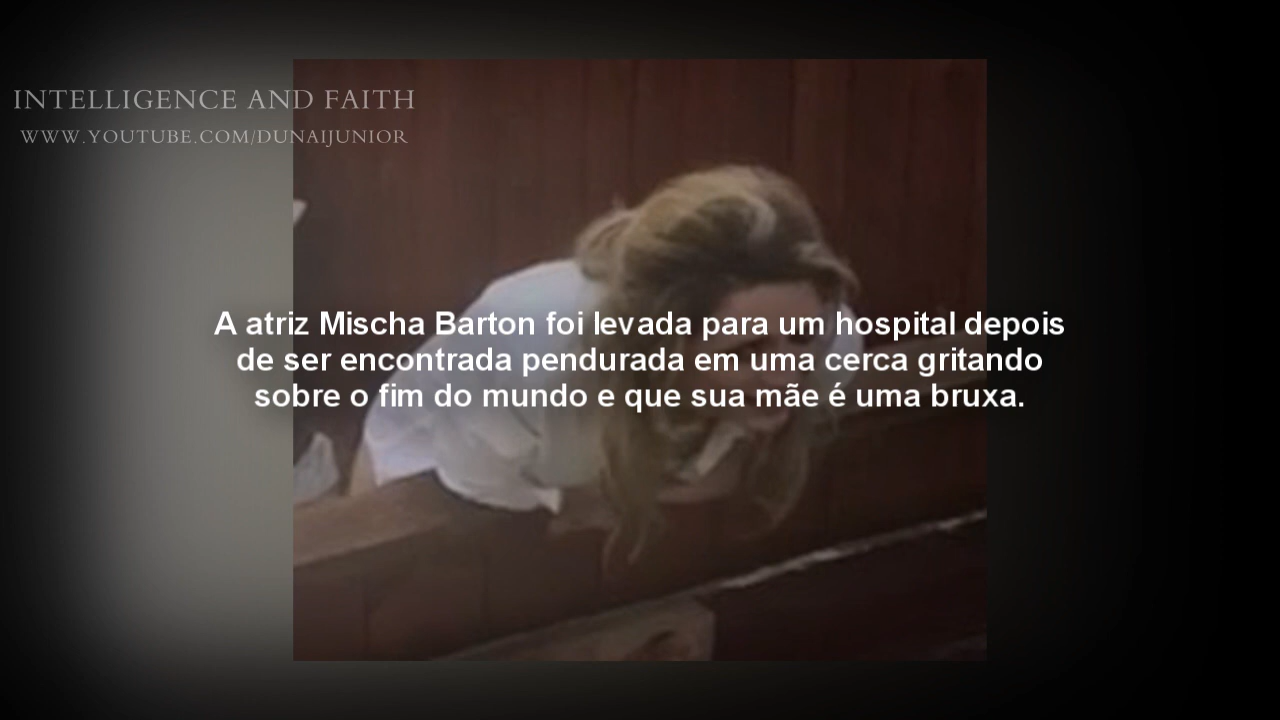 INTELLIGENCE AND FAITH
WWW.YOUTUBE.COM/DUNAIJUNIOR
A atriz Mischa Barton foi levada para um hospital depois
de ser encontrada pendurada em uma cerca gritando
sobre o fim do mundo e que sua mãe é uma bruxa.